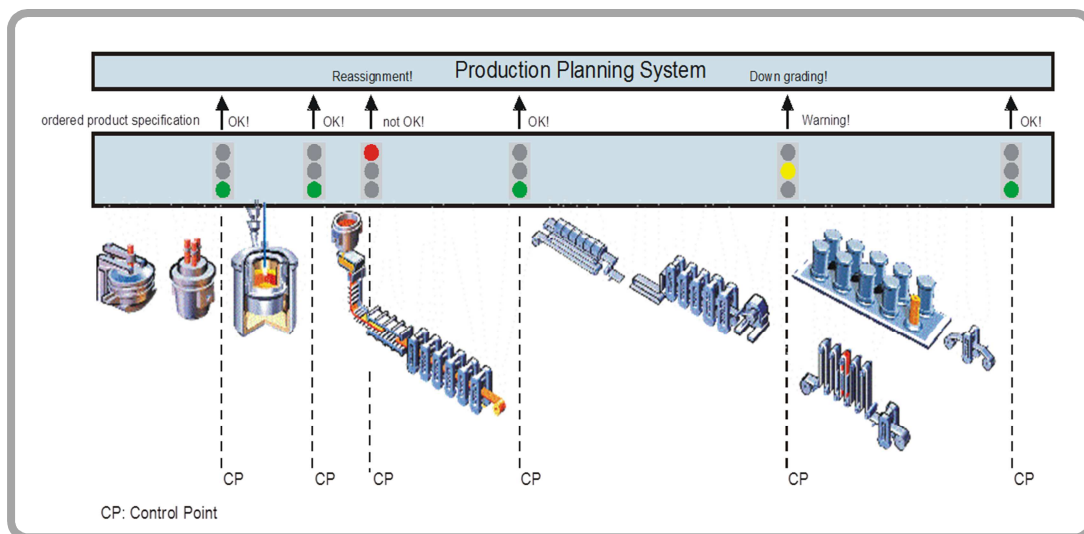 Production Planning System
Reassignment!
Down grading!
ordered product specification
OK!
OK!
not OK!
OK!
Warning!
OK!
CP
CP
CP
CP
CP
CP
CP: Control Point